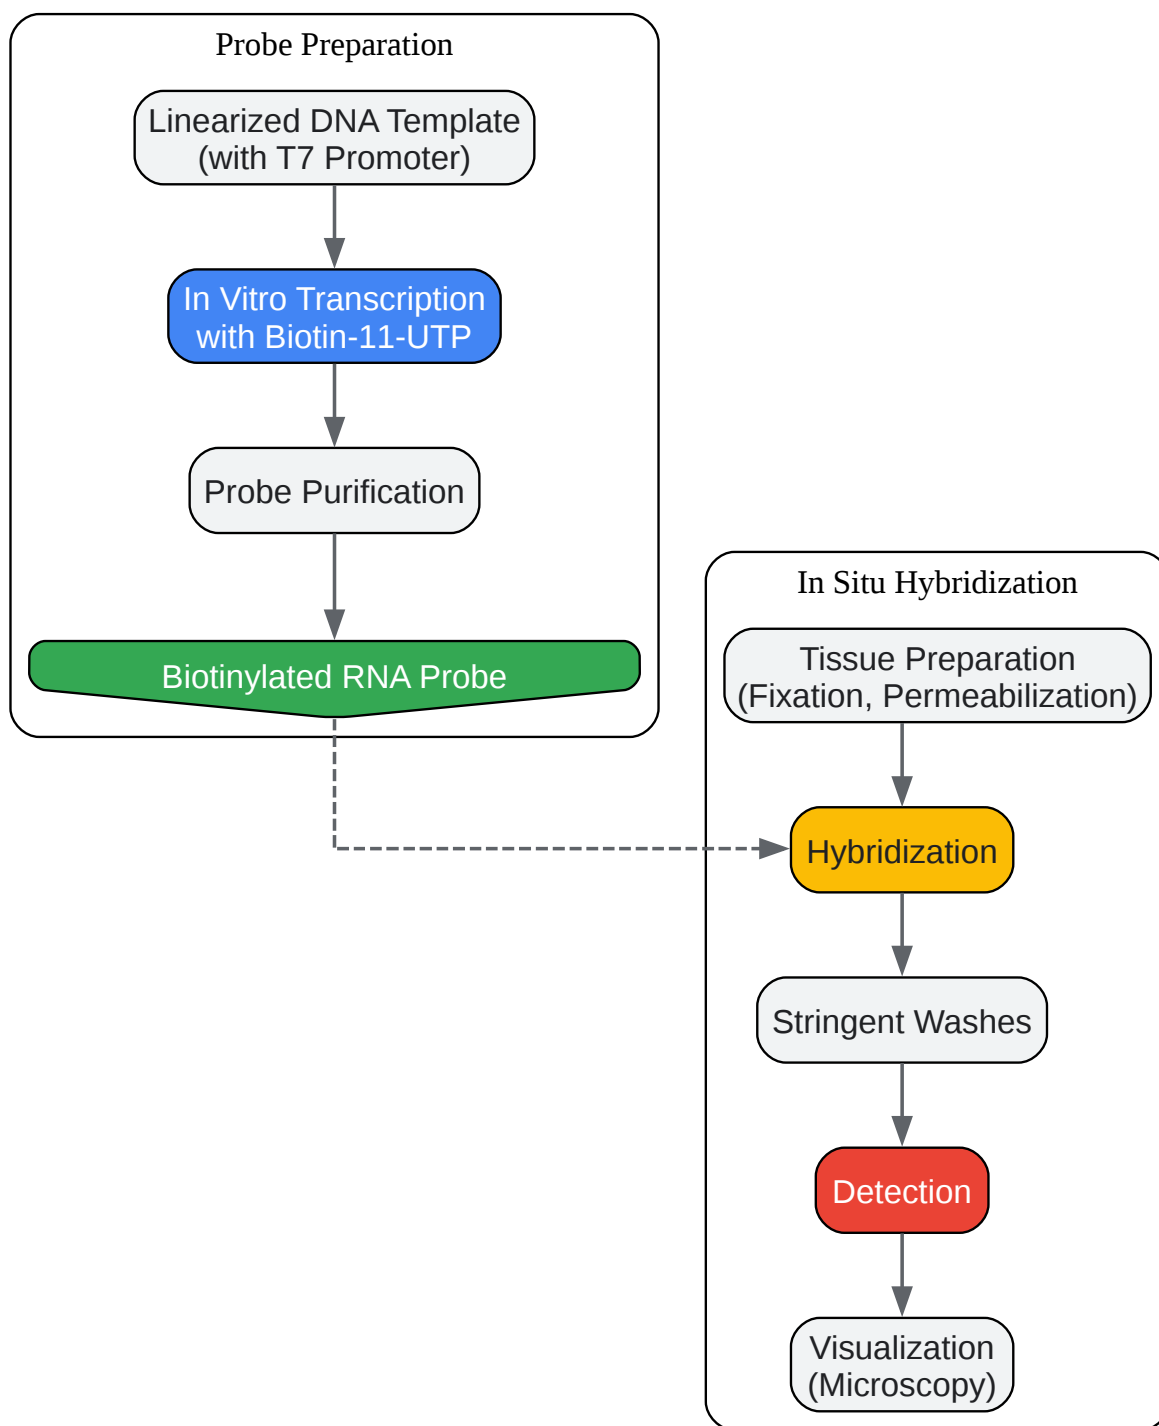 Probe Preparation
Linearized DNA Template
(with T7 Promoter)
In Vitro Transcription
with Biotin-11-UTP
Probe Purification
Biotinylated RNA Probe
In Situ Hybridization
Tissue Preparation
(Fixation, Permeabilization)
Hybridization
Stringent Washes
Detection
Visualization
(Microscopy)